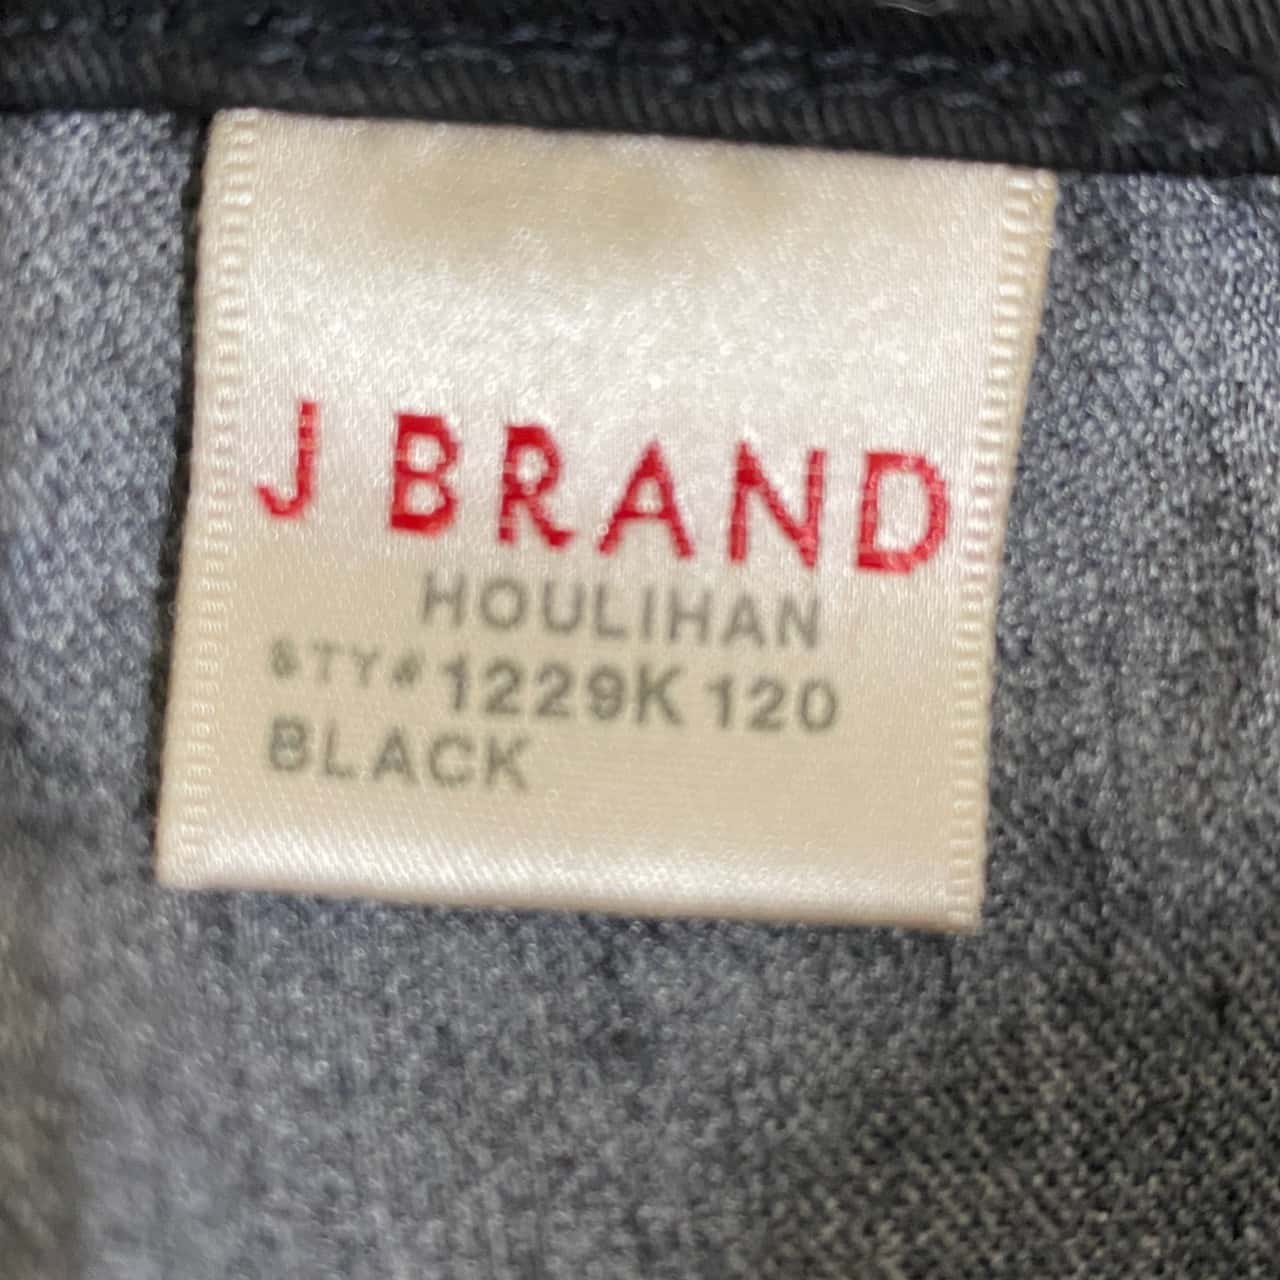 J BRAND
HOULIHAN
STY# 1229K 120
BLACK